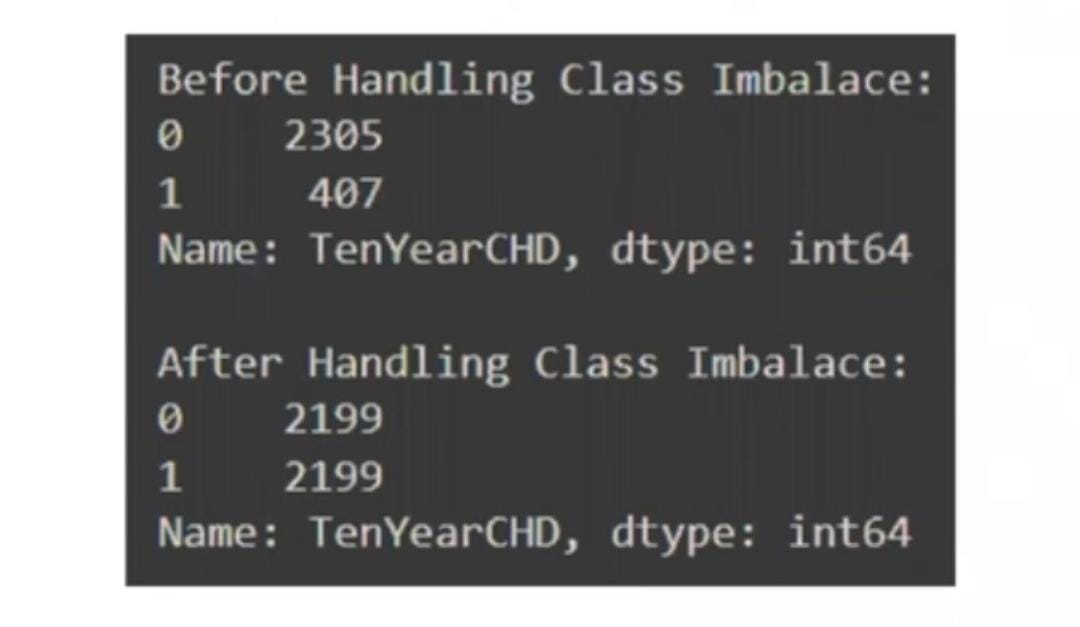 Before Handling Class Imbalace:
0 2305
1 407
Name: TenYearCHD, dtype: int64
After Handling Class Imbalace:
0 2199
1 2199
Name: TenYearCHD, dtype: int64